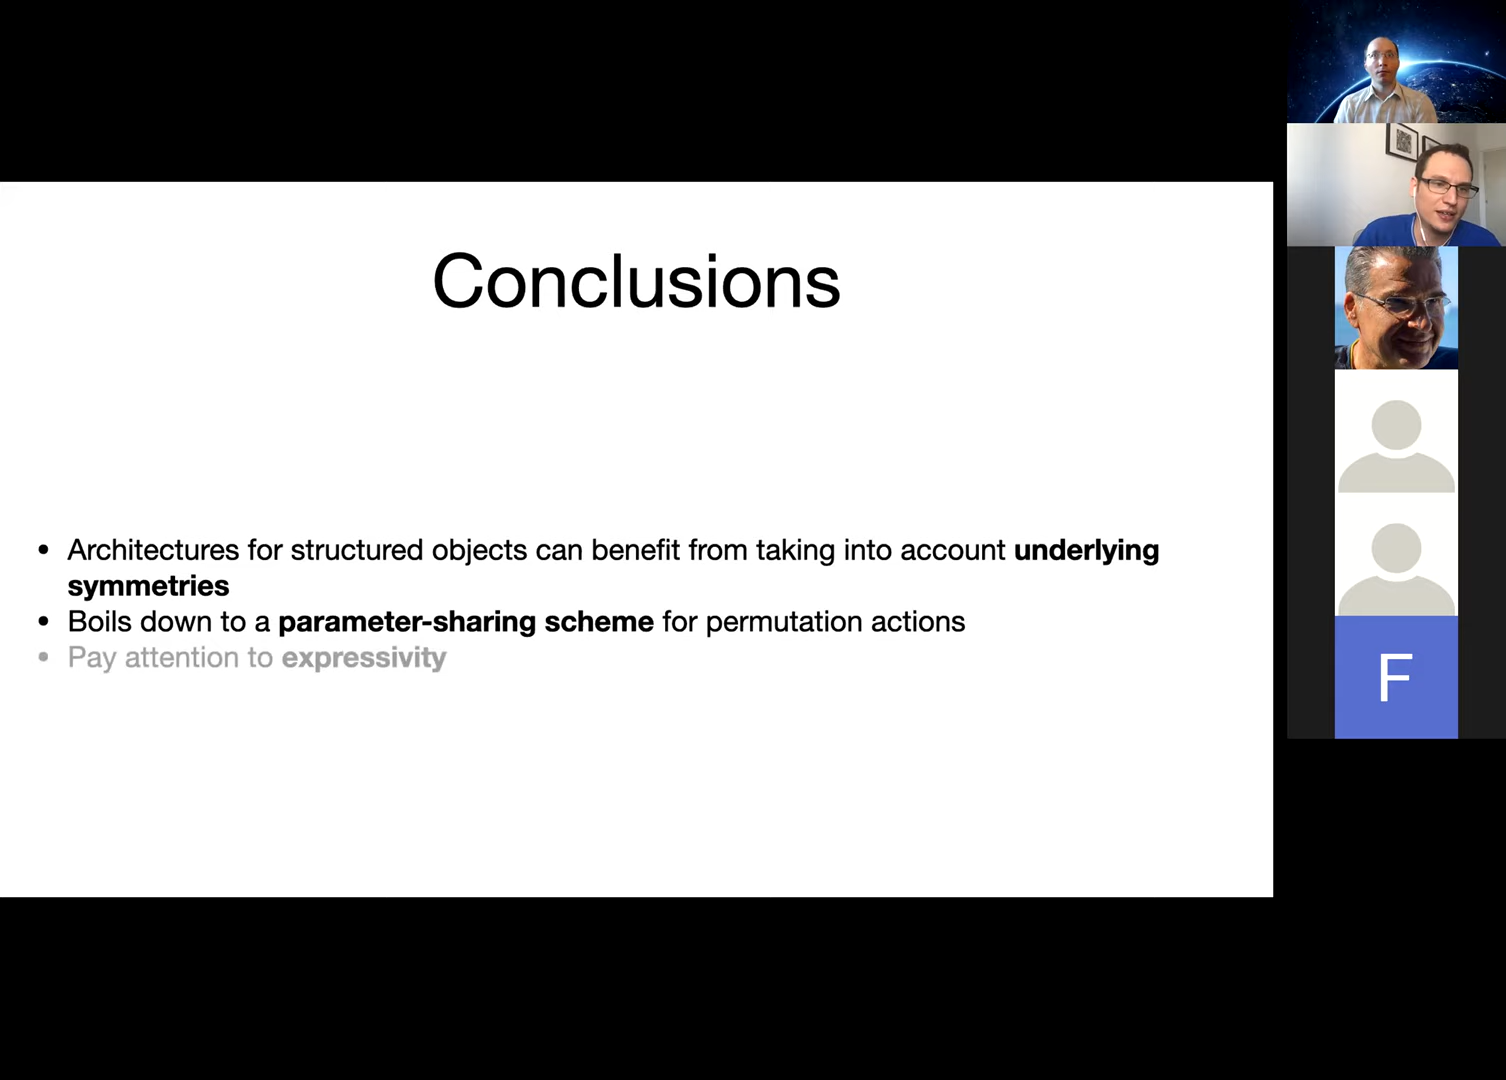 Conclusions
• Architectures for structured objects can benefit from taking into account underlying
symmetries
• Boils down to a parameter-sharing scheme for permutation actions
• Pay attention to expressivity
F